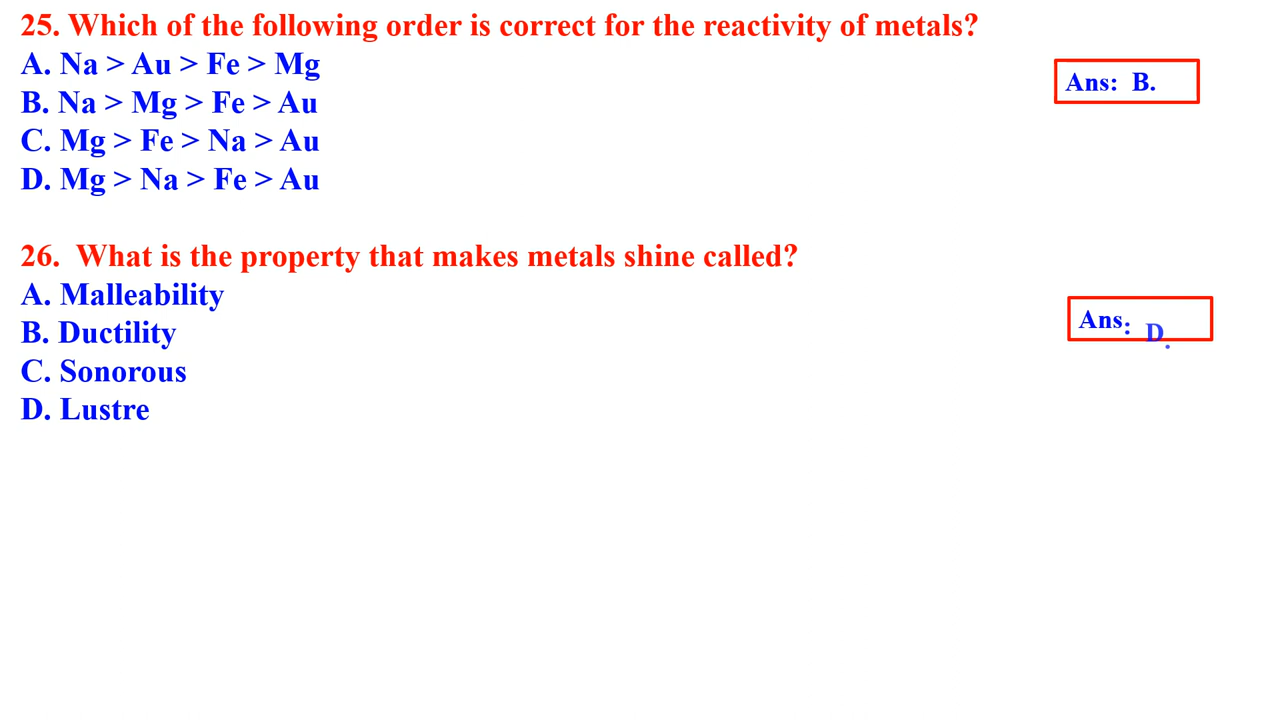 25. Which of the following order is correct for the reactivity of metals?
A. Na > Au > Fe > Mg
Ans: B.
B. Na > Mg > Fe > Au
C. Mg > Fe > Na > Au
D. Mg > Na > Fe > Au
26. What is the property that makes metals shine called?
A. Malleability
Ans: D.
B. Ductility
C. Sonorous
D. Lustre